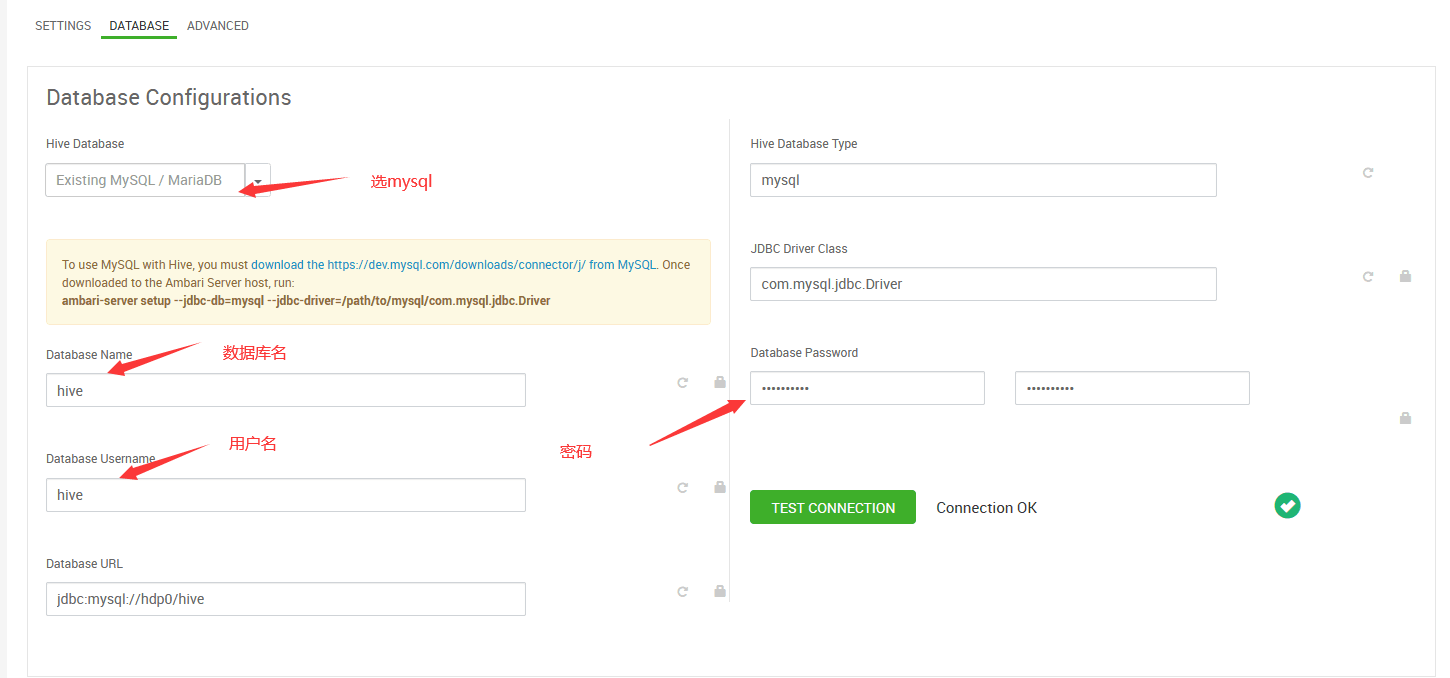 SETTINGS DATABASE ADVANCED
Database Configurations
Hive Database
Existing MySQL / MariaDB
选mysql
To use MySQL with Hive, you must download the https://dev.mysql.com/downloads/connector/j/ from MySQL. Once
downloaded to the Ambari Server host, run:
ambari-server setup --jdbc-db=mysql --jdbc-driver=/path/to/mysql/com.mysql.jdbc.Driver
Database Name
数据库名
hive
Database Username
用户名
hive
Database URL
jdbc:mysql://hdp0/hive
Hive Database Type
mysql
JDBC Driver Class
com.mysql.jdbc.Driver
Database Password
密码
•••••••••• ••••••••••
TEST CONNECTION Connection OK